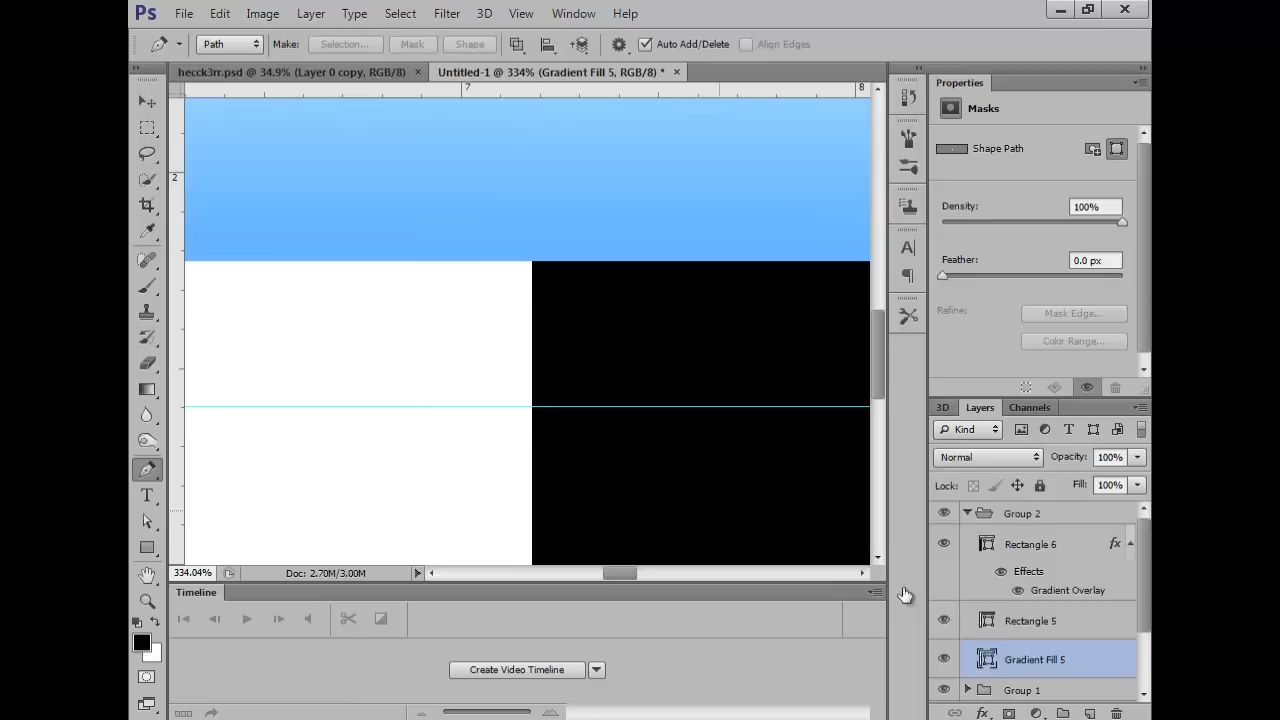 Ps File Edit Image Layer Type Select Filter 3D View Window Help
Path Make: Selection... Mask Shape Auto Add/Delete Align Edges
hecck3rr.psd @ 34.9% (Layer 0 copy, RGB/8) × Untitled-1 @ 334% (Gradient Fill 5, RGB/8) * ×
7 8
2
Properties
Masks
Shape Path
Density: 100%
Feather: 0.0 px
Refine: Mask Edge...
Color Range...
3D Layers Channels
Kind T
Normal Opacity: 100%
Lock: Fill: 100%
Group 2
Rectangle 6 fx
Effects
Gradient Overlay
Rectangle 5
Gradient Fill 5
Group 1
fx
334.04% Doc: 2.70M/3.00M
Timeline
Create Video Timeline